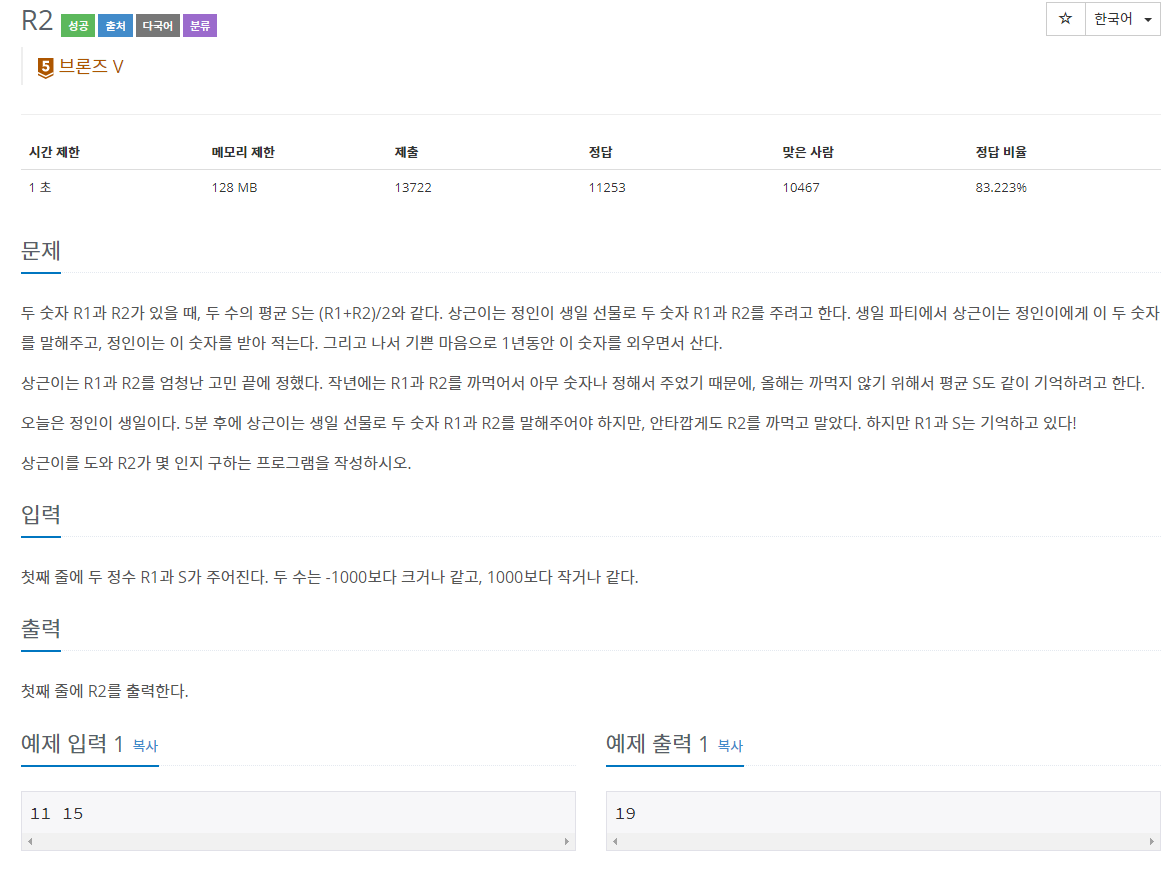 R2 성공 출처 다국어 분류
☆ 한국어
5 브론즈 V
시간 제한 메모리 제한 제출 정답 맞은 사람 정답 비율
1 초 128 MB 13722 11253 10467 83.223%
문제
두 숫자 R1과 R2가 있을 때, 두 수의 평균 S는 (R1+R2)/2와 같다. 상근이는 정인이 생일 선물로 두 숫자 R1과 R2를 주려고 한다. 생일 파티에서 상근이는 정인이에게 이 두 숫자
를 말해주고, 정인이는 이 숫자를 받아 적는다. 그리고 나서 기쁜 마음으로 1년동안 이 숫자를 외우면서 산다.
상근이는 R1과 R2를 엄청난 고민 끝에 정했다. 작년에는 R1과 R2를 까먹어서 아무 숫자나 정해서 주었기 때문에, 올해는 까먹지 않기 위해서 평균 S도 같이 기억하려고 한다.
오늘은 정인이 생일이다. 5분 후에 상근이는 생일 선물로 두 숫자 R1과 R2를 말해주어야 하지만, 안타깝게도 R2를 까먹고 말았다. 하지만 R1과 S는 기억하고 있다!
상근이를 도와 R2가 몇 인지 구하는 프로그램을 작성하시오.
입력
첫째 줄에 두 정수 R1과 S가 주어진다. 두 수는 -1000보다 크거나 같고, 1000보다 작거나 같다.
출력
첫째 줄에 R2를 출력한다.
예제 입력 1 복사
11 15
예제 출력 1 복사
19